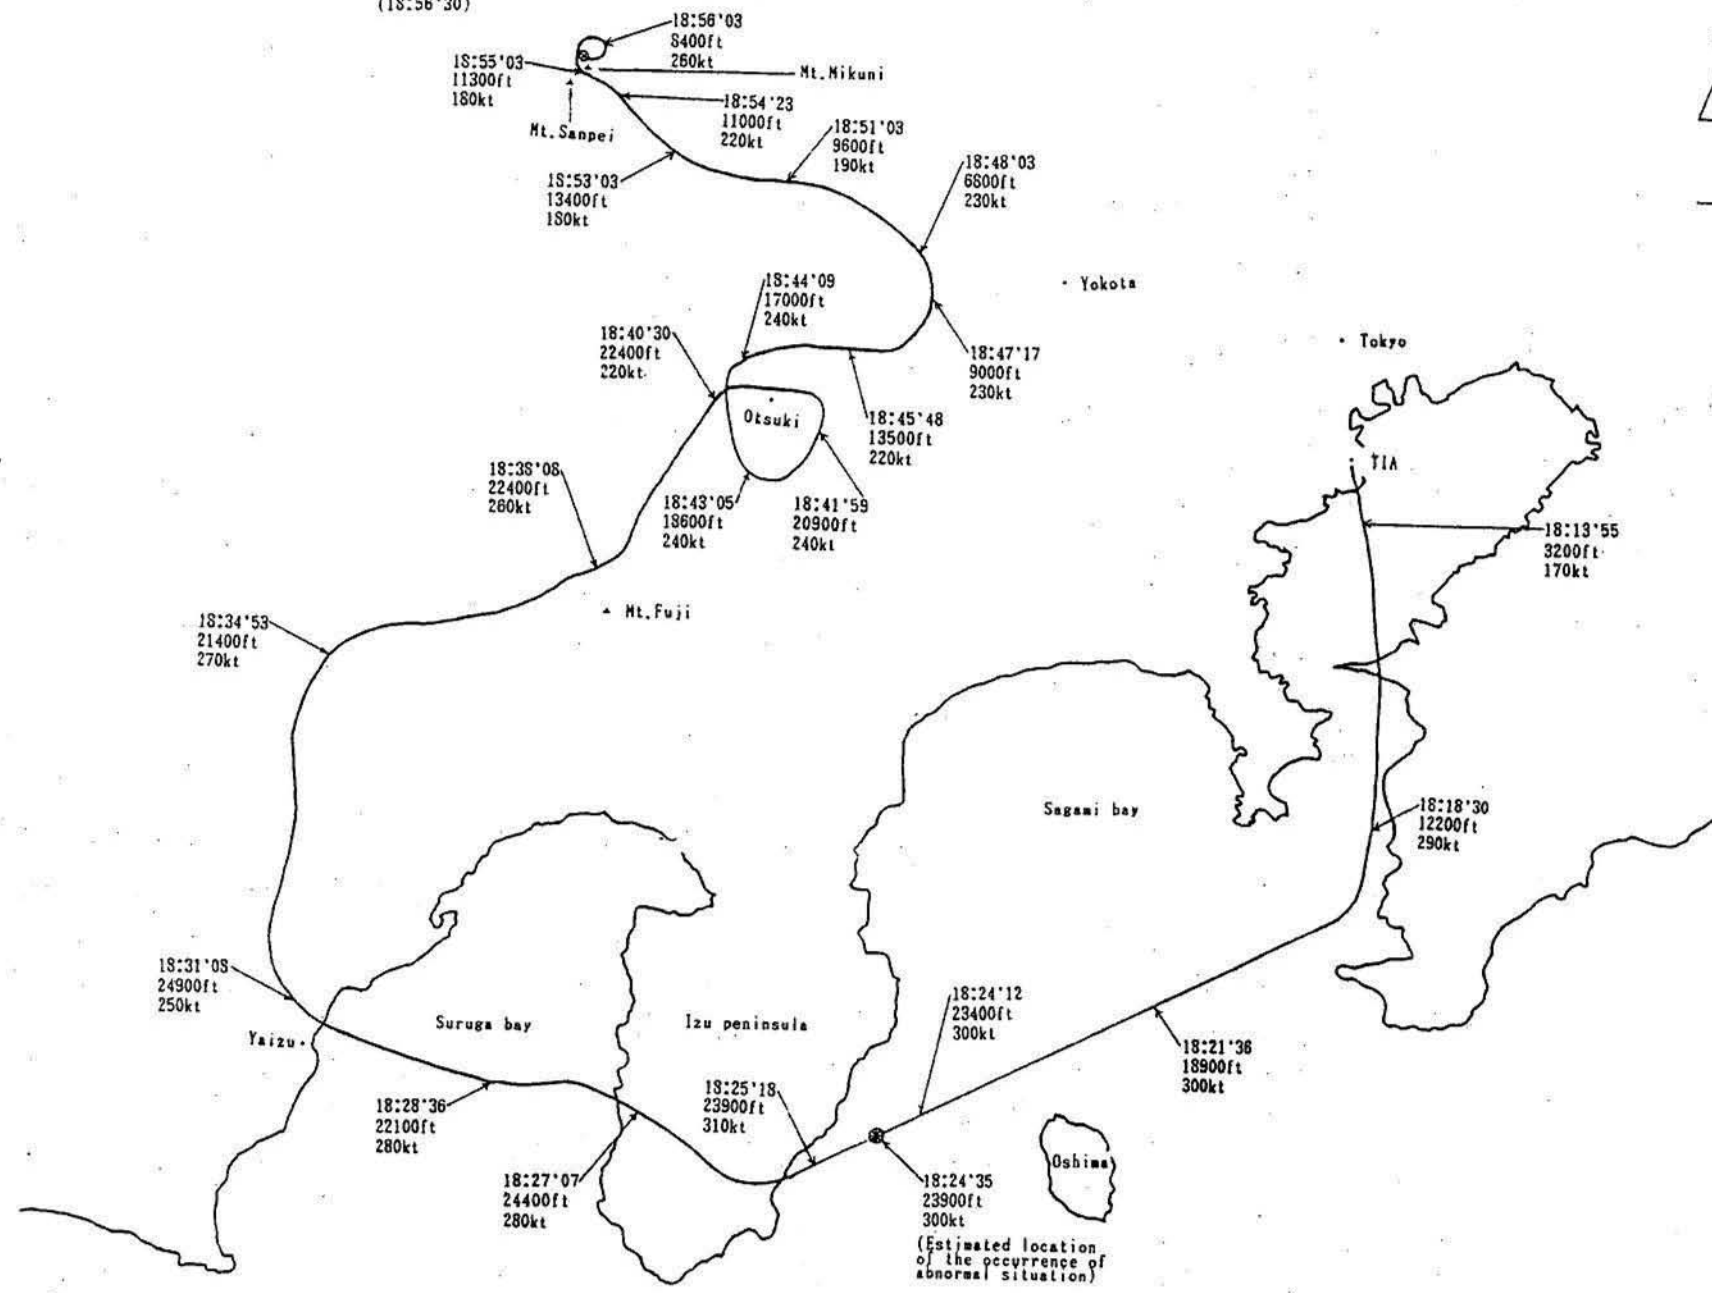 (18:56'30)
18:56'03
8400ft
260kt
18:55'03
11300ft
180kt
Mt.Mikuni
Mt.Sanpei
18:54'23
11000ft
220kt
18:51'03
9600ft
190kt
18:48'03
6800ft
230kt
18:53'03
13400ft
180kt
18:44'09
17000ft
240kt
Yokota
18:40'30
22400ft
220kt
18:47'17
9000ft
230kt
Tokyo
Otsuki
18:45'48
13500ft
220kt
TIA
18:38'08
22400ft
260kt
18:43'05
18600ft
240kt
18:41'59
20900ft
240kt
18:13'55
3200ft
170kt
Mt.Fuji
18:34'53
21400ft
270kt
Sagami bay
18:18'30
12200ft
290kt
18:31'08
24900ft
250kt
Yaizu
Suruga bay
Izu peninsula
18:24'12
23400ft
300kt
18:21'36
18900ft
300kt
18:25'18
23900ft
310kt
18:28'36
22100ft
280kt
18:27'07
24400ft
280kt
18:24'35
23900ft
300kt
(Estimated location
of the occurrence of
abnormal situation)
Oshima